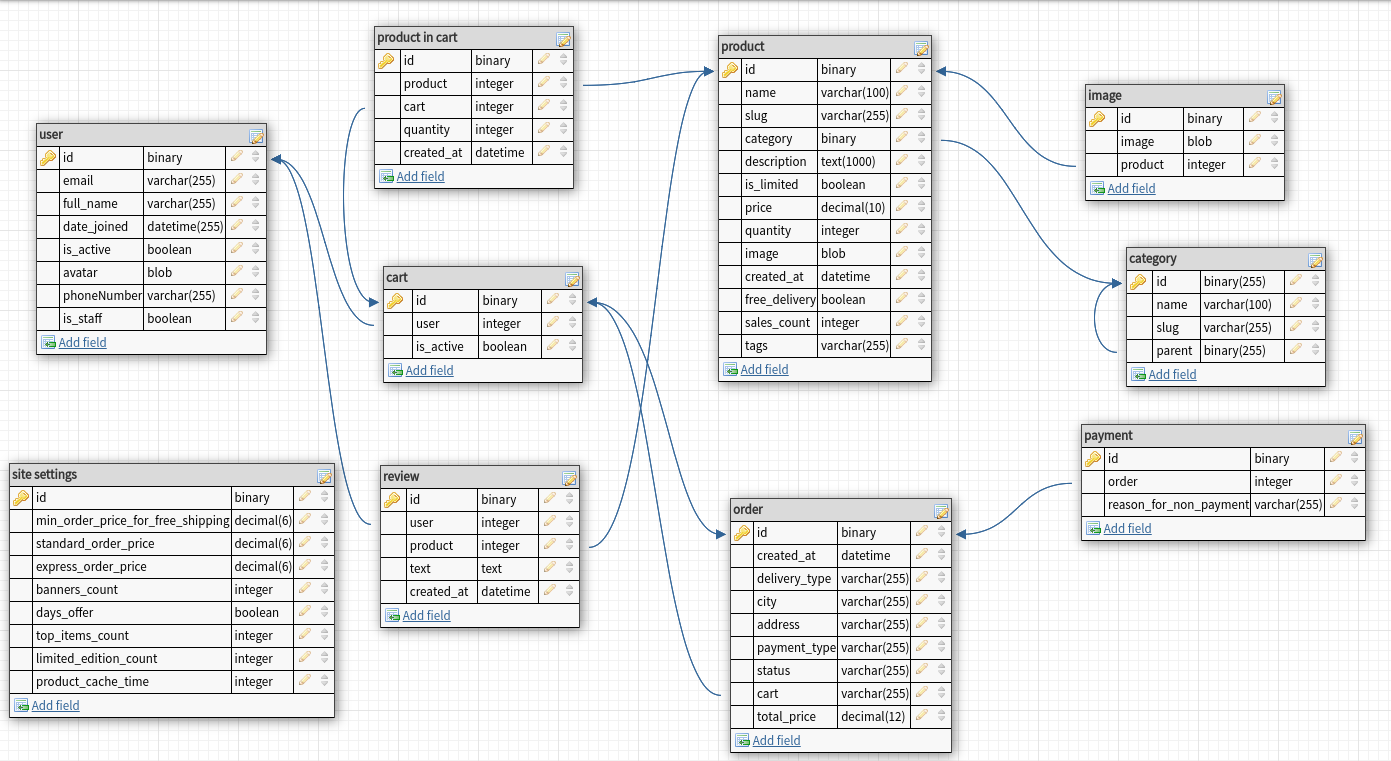 product in cart
id binary
product integer
cart integer
quantity integer
created_at datetime
Add field
product
id binary
name varchar(100)
slug varchar(255)
category binary
description text(1000)
is_limited boolean
price decimal(10)
quantity integer
image blob
created_at datetime
free_delivery boolean
sales_count integer
tags varchar(255)
Add field
image
id binary
image blob
product integer
Add field
user
id binary
email varchar(255)
full_name varchar(255)
date_joined datetime(255)
is_active boolean
avatar blob
phoneNumber varchar(255)
is_staff boolean
Add field
cart
id binary
user integer
is_active boolean
Add field
category
id binary(255)
name varchar(100)
slug varchar(255)
parent binary(255)
Add field
site settings
id binary
min_order_price_for_free_shipping decimal(6)
standard_order_price decimal(6)
express_order_price decimal(6)
banners_count integer
days_offer boolean
top_items_count integer
limited_edition_count integer
product_cache_time integer
Add field
review
id binary
user integer
product integer
text text
created_at datetime
Add field
order
id binary
created_at datetime
delivery_type varchar(255)
city varchar(255)
address varchar(255)
payment_type varchar(255)
status varchar(255)
cart varchar(255)
total_price decimal(12)
Add field
payment
id binary
order integer
reason_for_non_payment varchar(255)
Add field